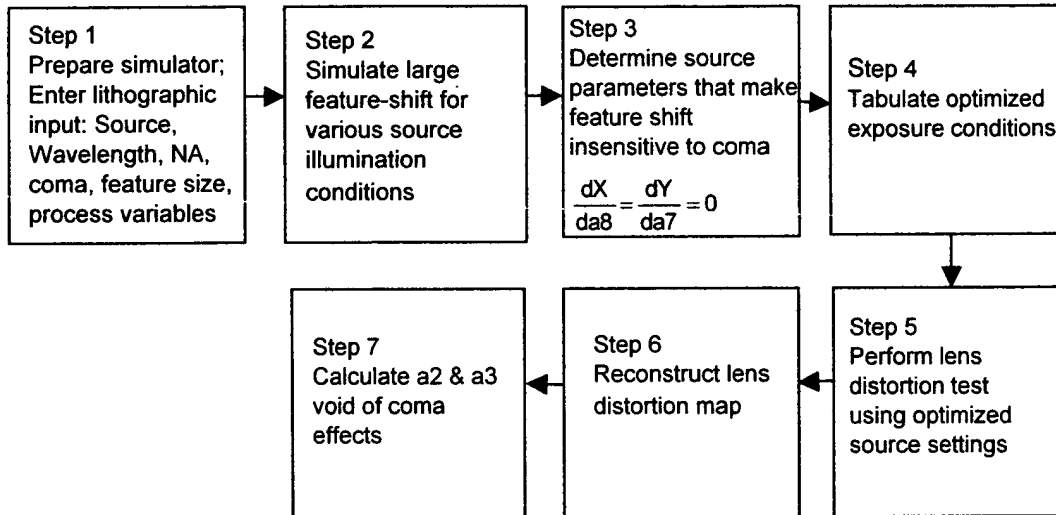 Step 1
Prepare simulator;
Enter lithographic
input: Source,
Wavelength, NA,
coma, feature size,
process variables
Step 2
Simulate large
feature-shift for
various source
illumination
conditions
Step 3
Determine source
parameters that make
feature shift
insensitive to coma
dX/da8 = dY/da7 = 0
Step 4
Tabulate optimized
exposure conditions
Step 5
Perform lens
distortion test
using optimized
source settings
Step 6
Reconstruct lens
distortion map
Step 7
Calculate a2 & a3
void of coma
effects